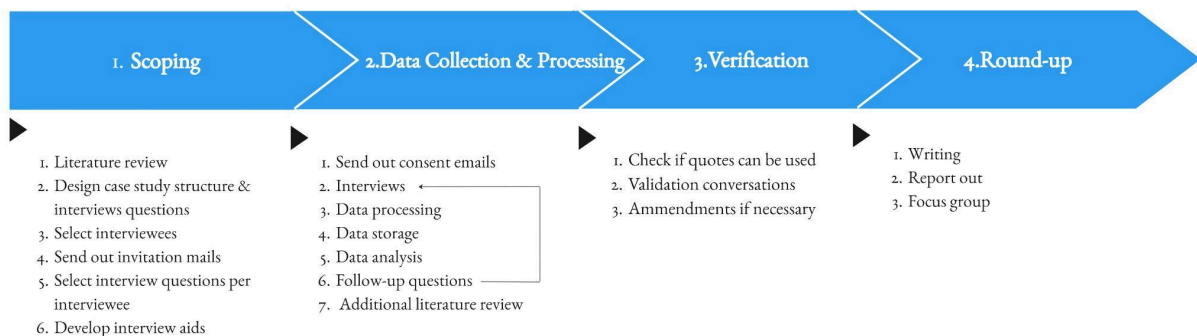 1. Scoping
2.Data Collection & Processing
3.Verification
4.Round-up
1. Literature review
2. Design case study structure &
interviews questions
3. Select interviewees
4. Send out invitation mails
5. Select interview questions per
interviewee
6. Develop interview aids
1. Send out consent emails
2. Interviews
3. Data processing
4. Data storage
5. Data analysis
6. Follow-up questions
7. Additional literature review
1. Check if quotes can be used
2. Validation conversations
3. Ammendments if necessary
1. Writing
2. Report out
3. Focus group